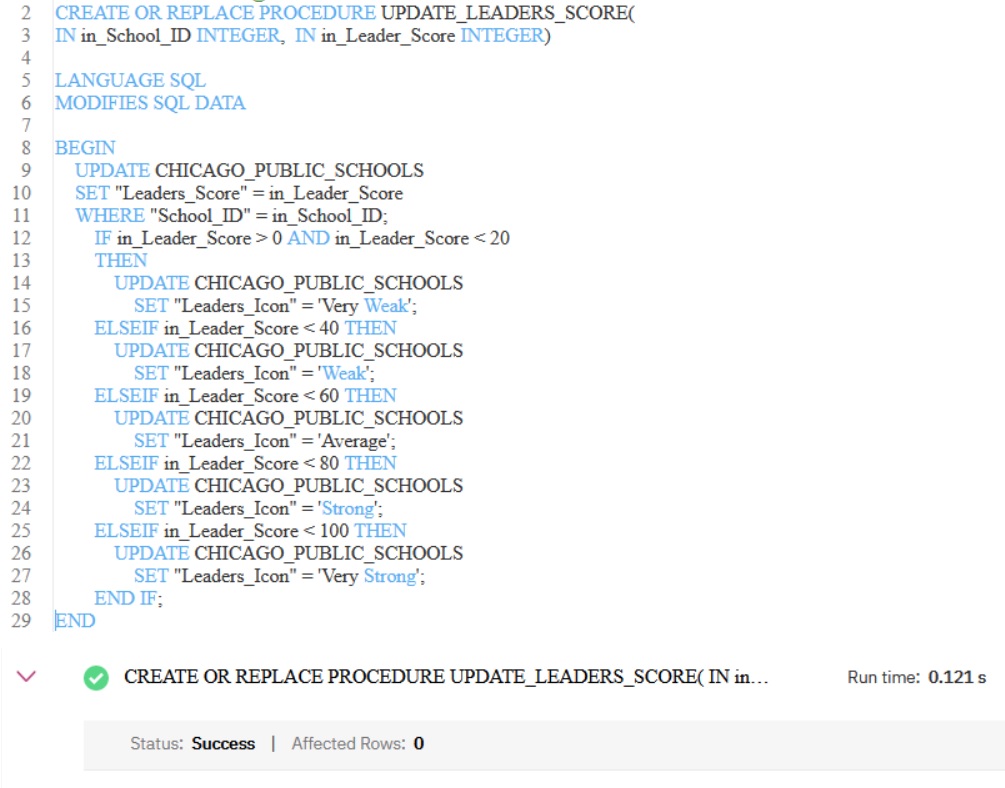 2 CREATE OR REPLACE PROCEDURE UPDATE_LEADERS_SCORE(
3 IN in_School_ID INTEGER, IN in_Leader_Score INTEGER)
4
5 LANGUAGE SQL
6 MODIFIES SQL DATA
7
8 BEGIN
9 UPDATE CHICAGO_PUBLIC_SCHOOLS
10 SET "Leaders_Score" = in_Leader_Score
11 WHERE "School_ID" = in_School_ID;
12 IF in_Leader_Score > 0 AND in_Leader_Score < 20
13 THEN
14 UPDATE CHICAGO_PUBLIC_SCHOOLS
15 SET "Leaders_Icon" = 'Very Weak';
16 ELSEIF in_Leader_Score < 40 THEN
17 UPDATE CHICAGO_PUBLIC_SCHOOLS
18 SET "Leaders_Icon" = 'Weak';
19 ELSEIF in_Leader_Score < 60 THEN
20 UPDATE CHICAGO_PUBLIC_SCHOOLS
21 SET "Leaders_Icon" = 'Average';
22 ELSEIF in_Leader_Score < 80 THEN
23 UPDATE CHICAGO_PUBLIC_SCHOOLS
24 SET "Leaders_Icon" = 'Strong';
25 ELSEIF in_Leader_Score < 100 THEN
26 UPDATE CHICAGO_PUBLIC_SCHOOLS
27 SET "Leaders_Icon" = 'Very Strong';
28 END IF;
29 END
CREATE OR REPLACE PROCEDURE UPDATE_LEADERS_SCORE( IN in... Run time: 0.121 s
Status: Success | Affected Rows: 0